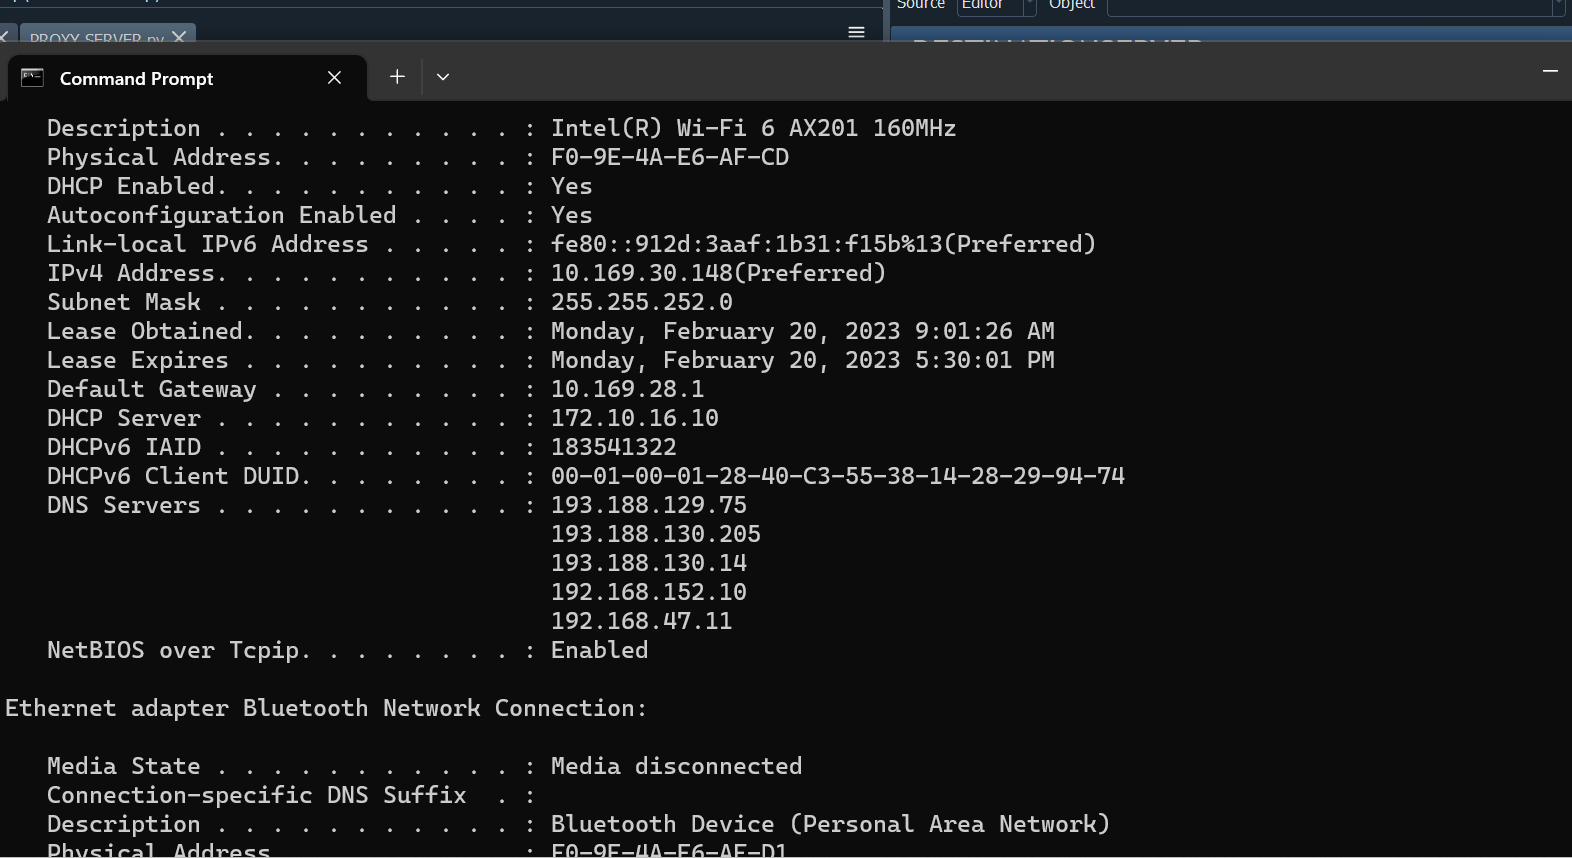 Source Editor Object
PROXY_SERVER.py
Command Prompt
Description . . . . . . . . . . . : Intel(R) Wi-Fi 6 AX201 160MHz
Physical Address. . . . . . . . . : F0-9E-4A-E6-AF-CD
DHCP Enabled. . . . . . . . . . . : Yes
Autoconfiguration Enabled . . . . : Yes
Link-local IPv6 Address . . . . . : fe80::912d:3aaf:1b31:f15b%13(Preferred)
IPv4 Address. . . . . . . . . . . : 10.169.30.148(Preferred)
Subnet Mask . . . . . . . . . . . : 255.255.252.0
Lease Obtained. . . . . . . . . . : Monday, February 20, 2023 9:01:26 AM
Lease Expires . . . . . . . . . . : Monday, February 20, 2023 5:30:01 PM
Default Gateway . . . . . . . . . : 10.169.28.1
DHCP Server . . . . . . . . . . . : 172.10.16.10
DHCPv6 IAID . . . . . . . . . . . : 183541322
DHCPv6 Client DUID. . . . . . . . : 00-01-00-01-28-40-C3-55-38-14-28-29-94-74
DNS Servers . . . . . . . . . . . : 193.188.129.75
193.188.130.205
193.188.130.14
192.168.152.10
192.168.47.11
NetBIOS over Tcpip. . . . . . . . : Enabled
Ethernet adapter Bluetooth Network Connection:
Media State . . . . . . . . . . . : Media disconnected
Connection-specific DNS Suffix  . :
Description . . . . . . . . . . . : Bluetooth Device (Personal Area Network)
Physical Address. . . . . . . . . : F0-9E-4A-E6-AF-D1